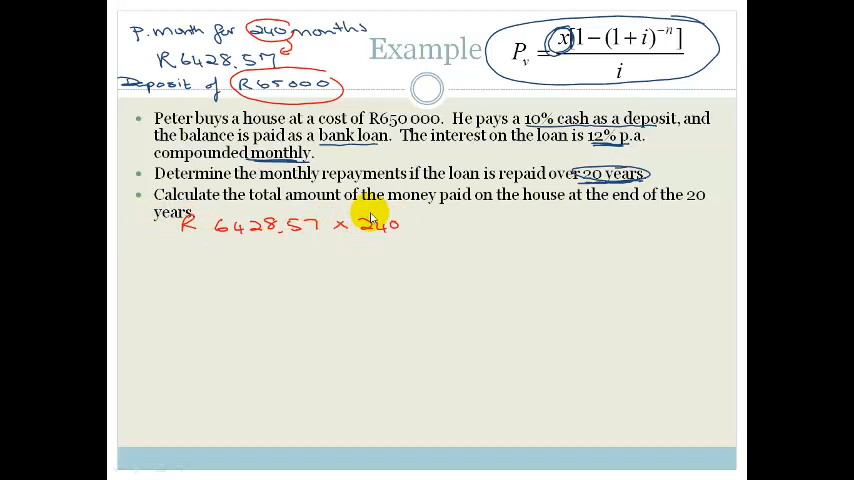 P. month for 240 months
R6428.57
Deposit of R65000
Example
Pv = x[1 − (1 + i)⁻ⁿ] / i
Peter buys a house at a cost of R650 000. He pays a 10% cash as a deposit, and
the balance is paid as a bank loan. The interest on the loan is 12% p.a.
compounded monthly.
Determine the monthly repayments if the loan is repaid over 20 years.
Calculate the total amount of the money paid on the house at the end of the 20
years.
R 6428.57 × 240